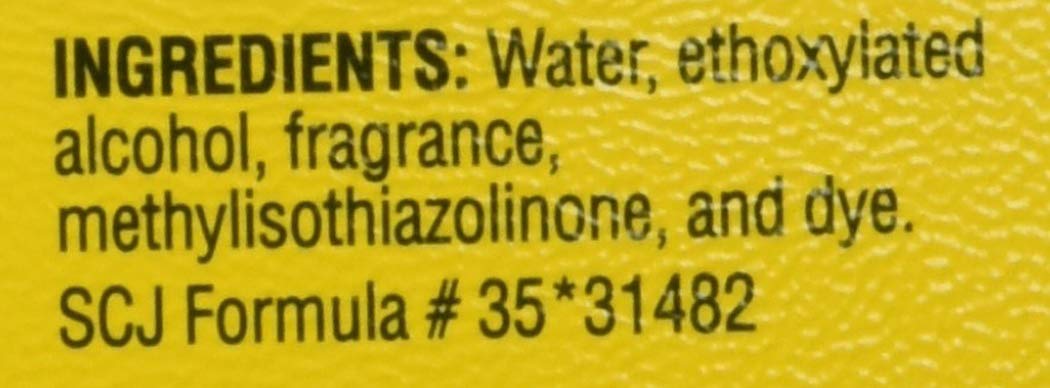 INGREDIENTS: Water, ethoxylated
alcohol, fragrance,
methylisothiazolinone, and dye.
SCJ Formula # 35*31482